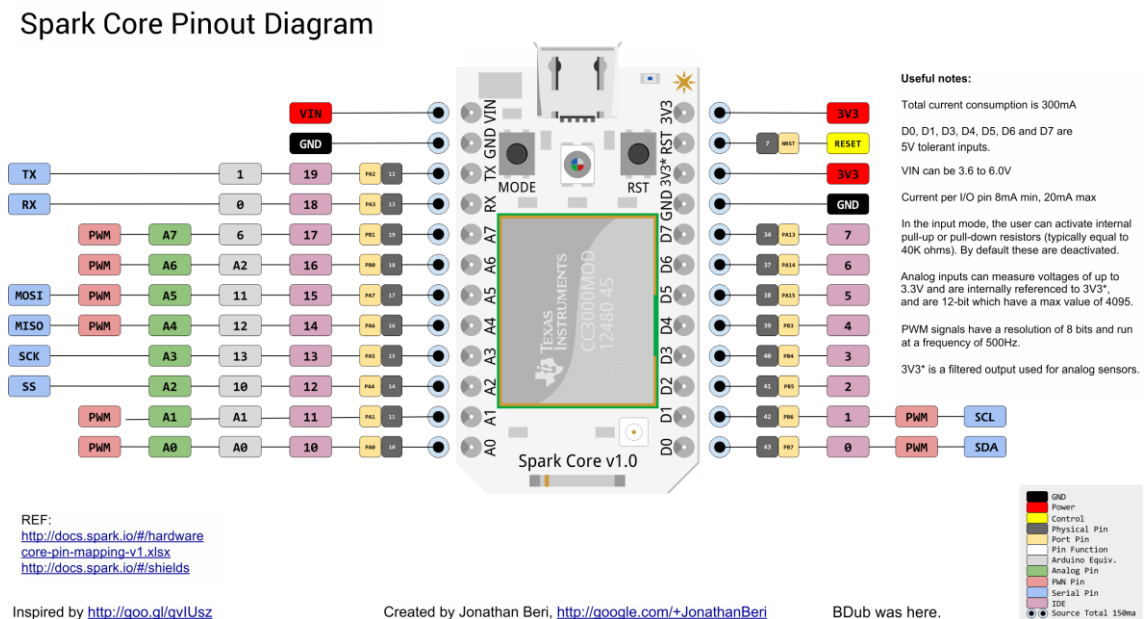 Spark Core Pinout Diagram
VIN
GND
TX 1 19 PA2 12
RX 0 18 PA3 13
PWM A7 6 17 PB1 19
PWM A6 A2 16 PB0 18
MOSI PWM A5 11 15 PA7 17
MISO PWM A4 12 14 PA6 16
SCK A3 13 13 PA5 15
SS A2 10 12 PA4 14
PWM A1 A1 11 PA1 11
PWM A0 A0 10 PA0 10
VIN
GND
TX
RX
A7
A6
A5
A4
A3
A2
A1
A0
MODE
RST
TEXAS
INSTRUMENTS
CC3000MOD
12480 45
Spark Core v1.0
3V3
RST
3V3*
GND
D7
D6
D5
D4
D3
D2
D1
D0
3V3
7 NRST RESET
3V3
GND
34 PA13 7
37 PA14 6
38 PA15 5
39 PB3 4
40 PB4 3
41 PB5 2
42 PB6 1 PWM SCL
43 PB7 0 PWM SDA
Useful notes:
Total current consumption is 300mA
D0, D1, D3, D4, D5, D6 and D7 are
5V tolerant inputs.
VIN can be 3.6 to 6.0V
Current per I/O pin 8mA min, 20mA max
In the input mode, the user can activate internal
pull-up or pull-down resistors (typically equal to
40K ohms). By default these are deactivated.
Analog inputs can measure voltages of up to
3.3V and are internally referenced to 3V3*,
and are 12-bit which have a max value of 4095.
PWM signals have a resolution of 8 bits and run
at a frequency of 500Hz.
3V3* is a filtered output used for analog sensors.
GND
Power
Control
Physical Pin
Port Pin
Pin Function
Arduino Equiv.
Analog Pin
PWN Pin
Serial Pin
IDE
Source Total 150ma
REF:
http://docs.spark.io/#/hardware
core-pin-mapping-v1.xlsx
http://docs.spark.io/#/shields
Inspired by http://goo.gl/qvIUsz
Created by Jonathan Beri, http://google.com/+JonathanBeri
BDub was here.